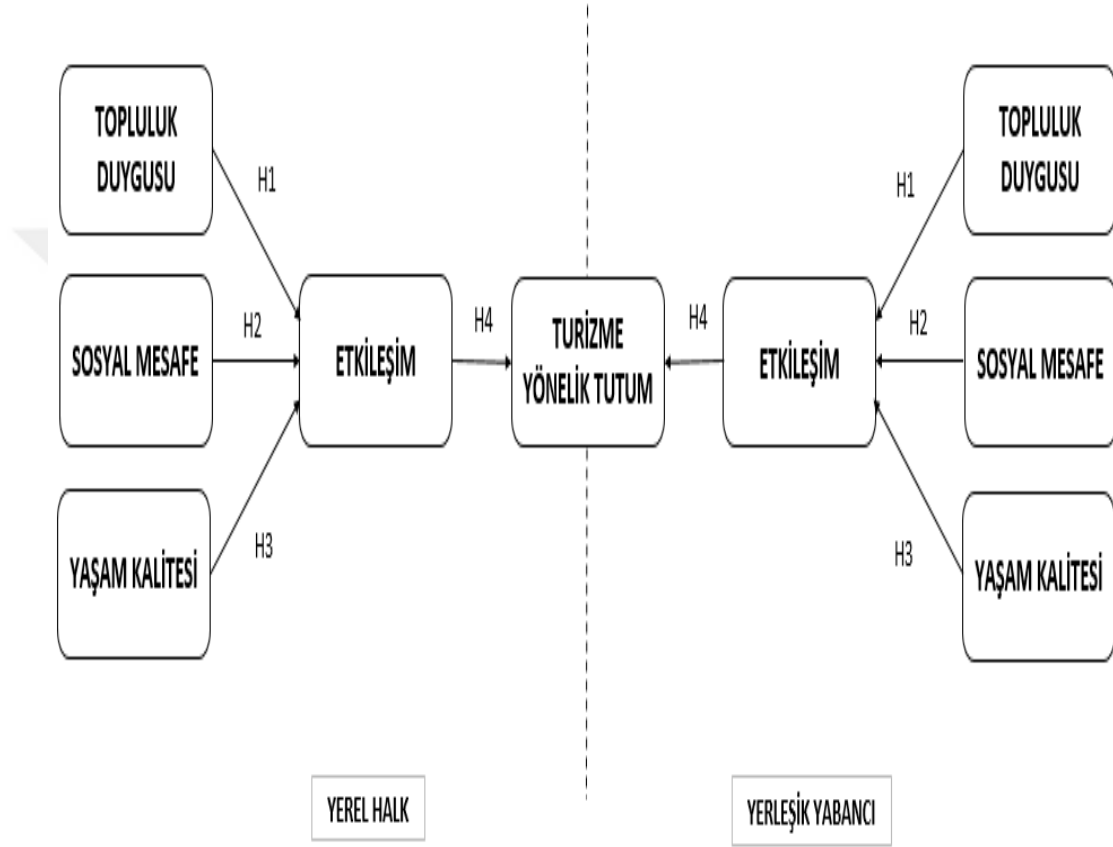 TOPLULUK
DUYGUSU
H1
SOSYAL MESAFE
H2
YAŞAM KALİTESİ
H3
ETKİLEŞİM
H4
TURİZME
YÖNELİK TUTUM
H4
ETKİLEŞİM
TOPLULUK
DUYGUSU
H1
SOSYAL MESAFE
H2
YAŞAM KALİTESİ
H3
YEREL HALK
YERLEŞİK YABANCI